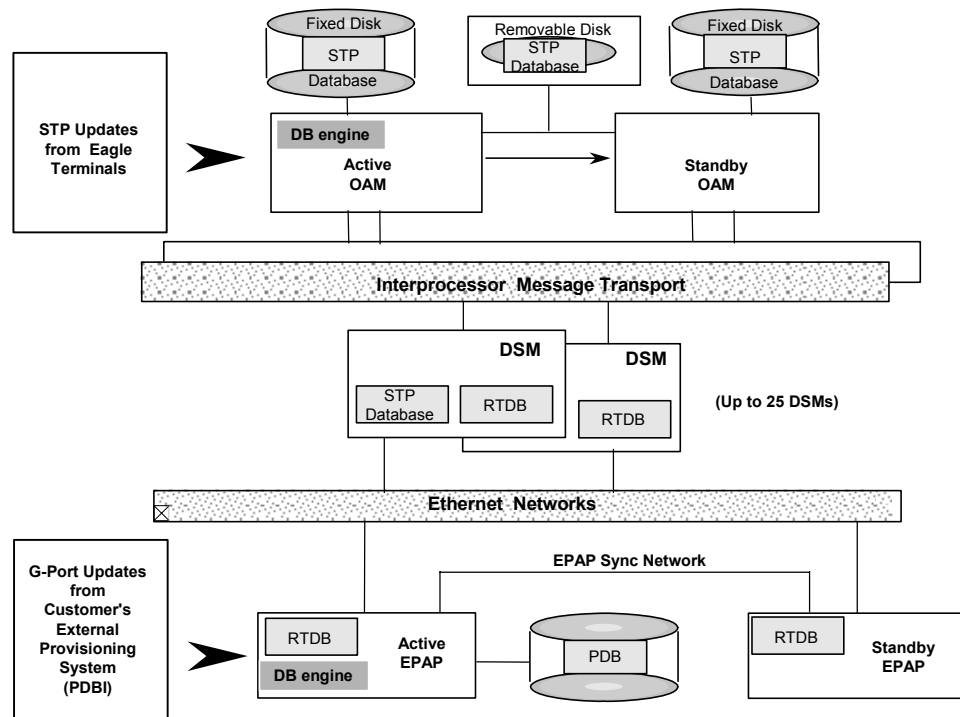 Fixed Disk
STP
Database
Removable Disk
STP
Database
Fixed Disk
STP
Database
STP Updates
from Eagle
Terminals
DB engine
Active
OAM
Standby
OAM
Interprocessor Message Transport
DSM
STP
Database
RTDB
DSM
RTDB
(Up to 25 DSMs)
Ethernet Networks
G-Port Updates
from
Customer's
External
Provisioning
System
(PDBI)
EPAP Sync Network
RTDB
Active
EPAP
DB engine
PDB
RTDB
Standby
EPAP